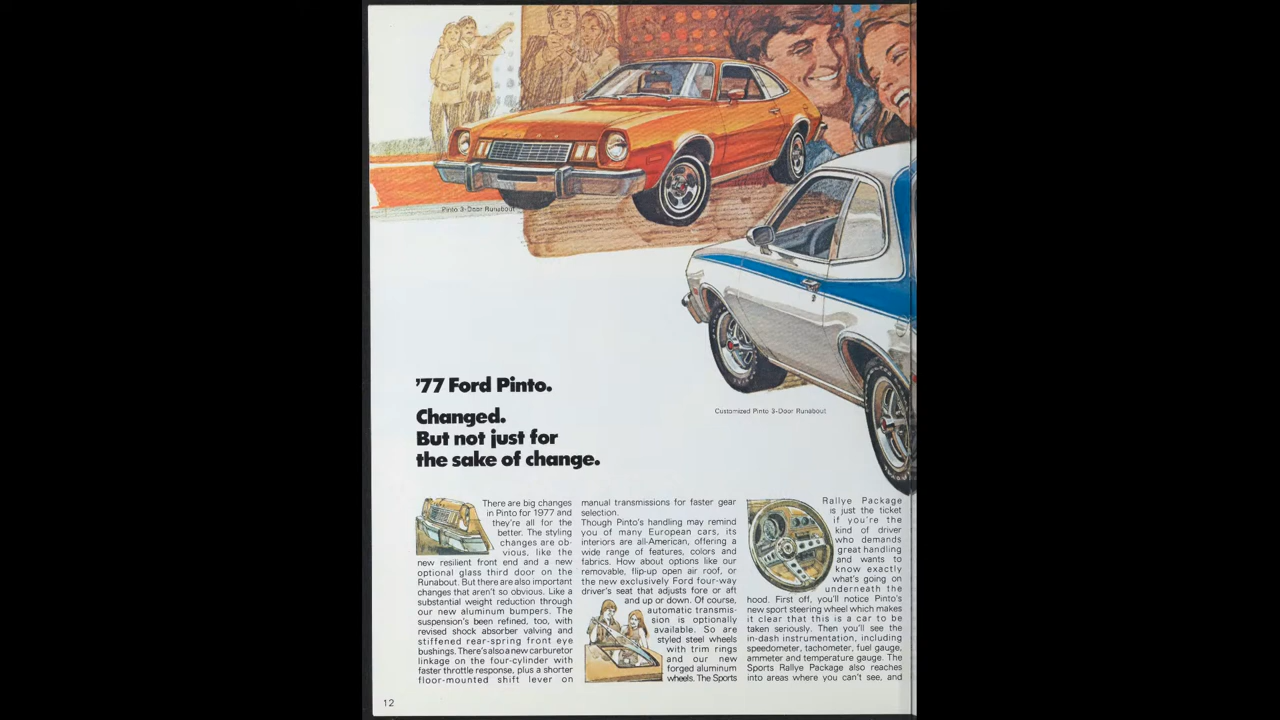 Pinto 3-Door Runabout
Customized Pinto 3-Door Runabout
'77 Ford Pinto.
Changed.
But not just for
the sake of change.
There are big changes
in Pinto for 1977 and
they're all for the
better. The styling
changes are ob-
vious, like the
new resilient front end and a new
optional glass third door on the
Runabout. But there are also important
changes that aren't so obvious. Like a
substantial weight reduction through
our new aluminum bumpers. The
suspension's been refined, too, with
revised shock absorber valving and
stiffened rear-spring front eye
bushings. There's also a new carburetor
linkage on the four-cylinder with
faster throttle response, plus a shorter
floor-mounted shift lever on
manual transmissions for faster gear
selection.
Though Pinto's handling may remind
you of many European cars, its
interiors are all-American, offering a
wide range of features, colors and
fabrics. How about options like our
removable, flip-up open air roof, or
the new exclusively Ford four-way
driver's seat that adjusts fore or aft
and up or down. Of course,
automatic transmis-
sion is optionally
available. So are
styled steel wheels
with trim rings
and our new
forged aluminum
wheels. The Sports
Rallye Package
is just the ticket
if you're the
kind of driver
who demands
great handling
and wants to
know exactly
what's going on
underneath the
hood. First off, you'll notice Pinto's
new sport steering wheel which makes
it clear that this is a car to be
taken seriously. Then you'll see the
in-dash instrumentation, including
speedometer, tachometer, fuel gauge,
ammeter and temperature gauge. The
Sports Rallye Package also reaches
into areas where you can't see, and
12